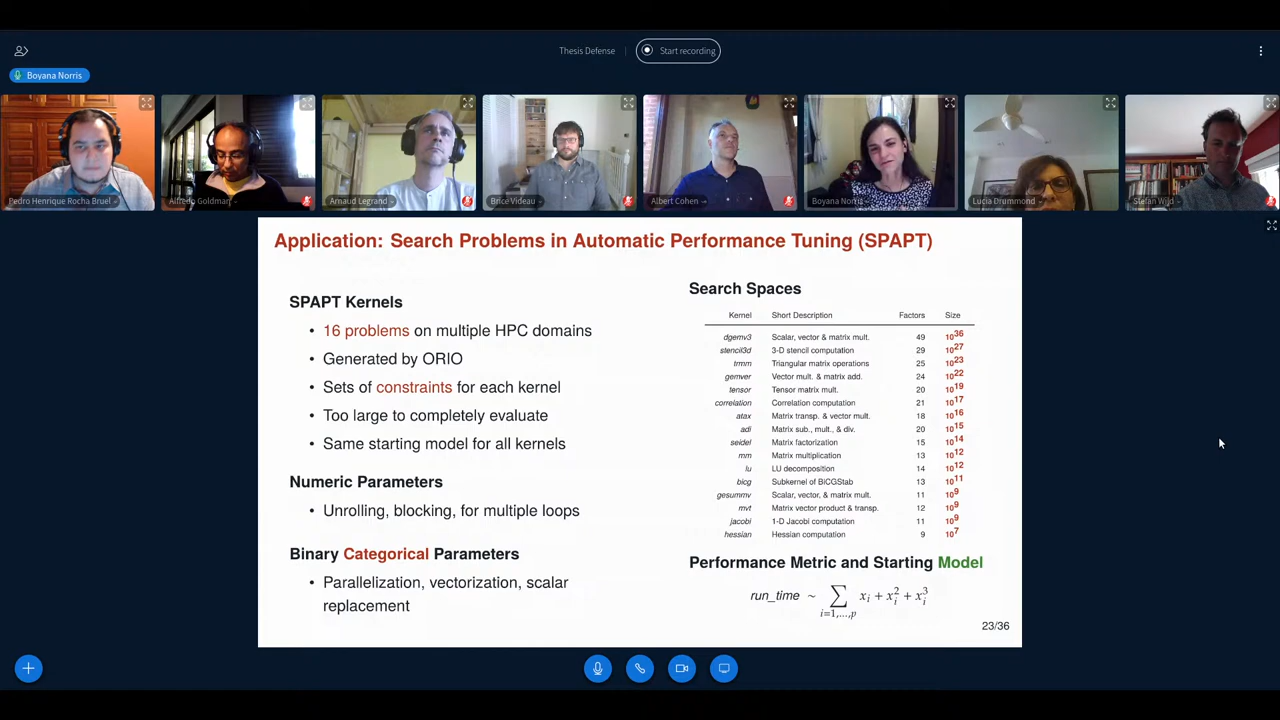 Thesis Defense
Start recording
Boyana Norris
Pedro Henrique Rocha Bruel
Alfredo Goldman
Arnaud Legrand
Brice Videau
Albert Cohen
Boyana Norris
Lucia Drummond
Stefan Wild
Application: Search Problems in Automatic Performance Tuning (SPAPT)
SPAPT Kernels
• 16 problems on multiple HPC domains
• Generated by ORIO
• Sets of constraints for each kernel
• Too large to completely evaluate
• Same starting model for all kernels
Numeric Parameters
• Unrolling, blocking, for multiple loops
Binary Categorical Parameters
• Parallelization, vectorization, scalar
replacement
Search Spaces
Kernel Short Description Factors Size
dgemv3 Scalar, vector & matrix mult. 49 10^36
stencil3d 3-D stencil computation 29 10^27
trmm Triangular matrix operations 25 10^23
gemver Vector mult. & matrix add. 24 10^22
tensor Tensor matrix mult. 20 10^19
correlation Correlation computation 21 10^17
atax Matrix transp. & vector mult. 18 10^16
adi Matrix sub., mult., & div. 20 10^15
seidel Matrix factorization 15 10^14
mm Matrix multiplication 13 10^12
lu LU decomposition 14 10^12
bicg Subkernel of BiCGStab 13 10^11
gesummv Scalar, vector, & matrix mult. 11 10^9
mvt Matrix vector product & transp. 12 10^9
jacobi 1-D Jacobi computation 11 10^9
hessian Hessian computation 9 10^7
Performance Metric and Starting Model
run_time ~ ∑ i=1,...,p x_i + x_i^2 + x_i^3
23/36